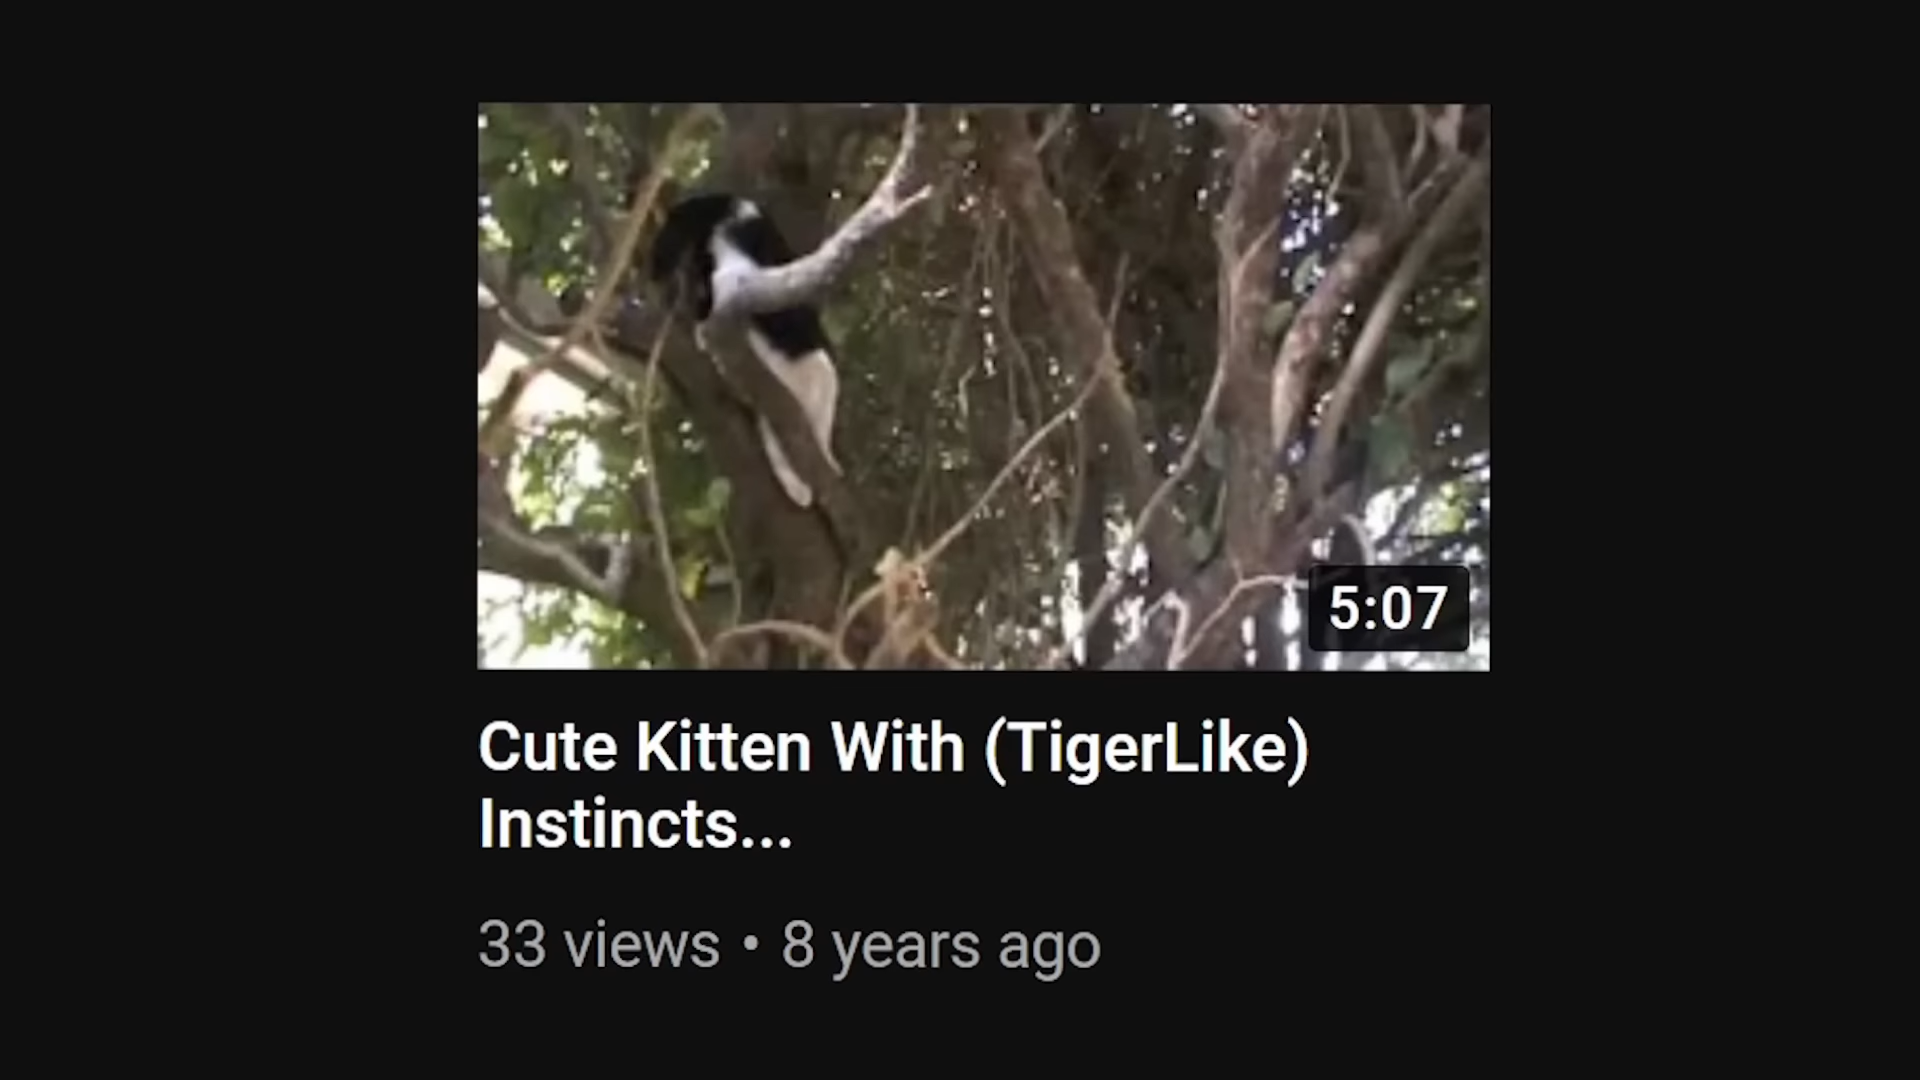 5:07
Cute Kitten With (TigerLike)
Instincts...
33 views • 8 years ago